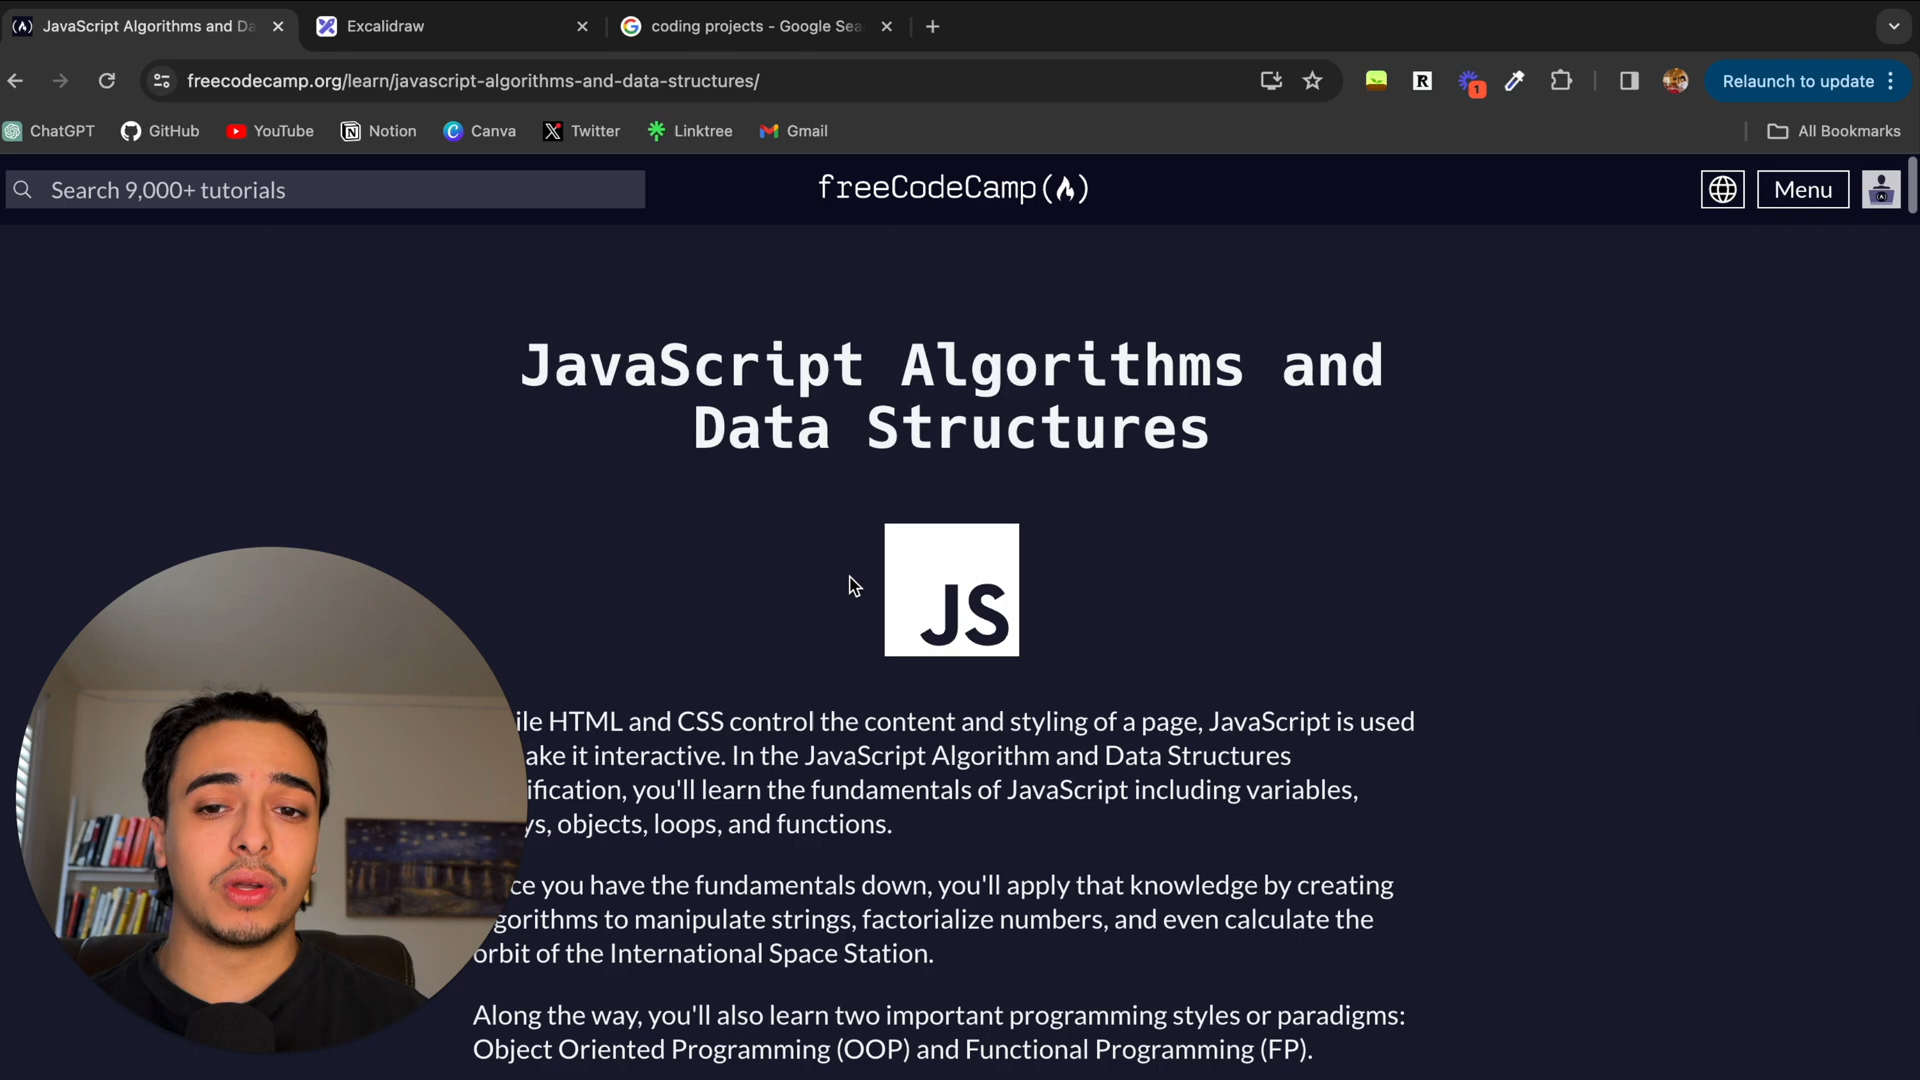 JavaScript Algorithms and Da
Excalidraw
coding projects - Google Sea
freecodecamp.org/learn/javascript-algorithms-and-data-structures/
1
Relaunch to update
ChatGPT
GitHub
YouTube
Notion
Canva
Twitter
Linktree
Gmail
All Bookmarks
Search 9,000+ tutorials
freeCodeCamp
Menu
JavaScript Algorithms and
Data Structures
JS
ile HTML and CSS control the content and styling of a page, JavaScript is used
ake it interactive. In the JavaScript Algorithm and Data Structures
ification, you'll learn the fundamentals of JavaScript including variables,
ys, objects, loops, and functions.
ce you have the fundamentals down, you'll apply that knowledge by creating
gorithms to manipulate strings, factorialize numbers, and even calculate the
orbit of the International Space Station.
Along the way, you'll also learn two important programming styles or paradigms:
Object Oriented Programming (OOP) and Functional Programming (FP).